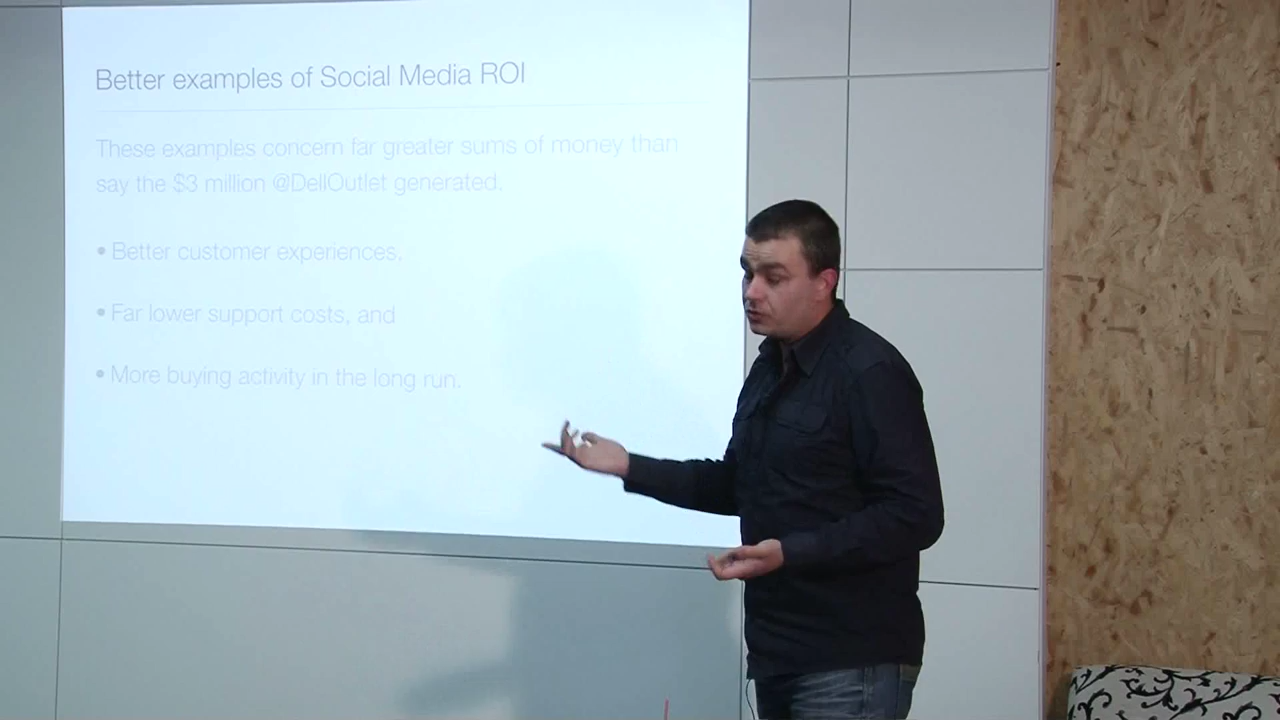 Better examples of Social Media ROI
These examples concern far greater sums of money than
say the $3 million @DellOutlet generated.
• Better customer experiences,
• Far lower support costs, and
• More buying activity in the long run.